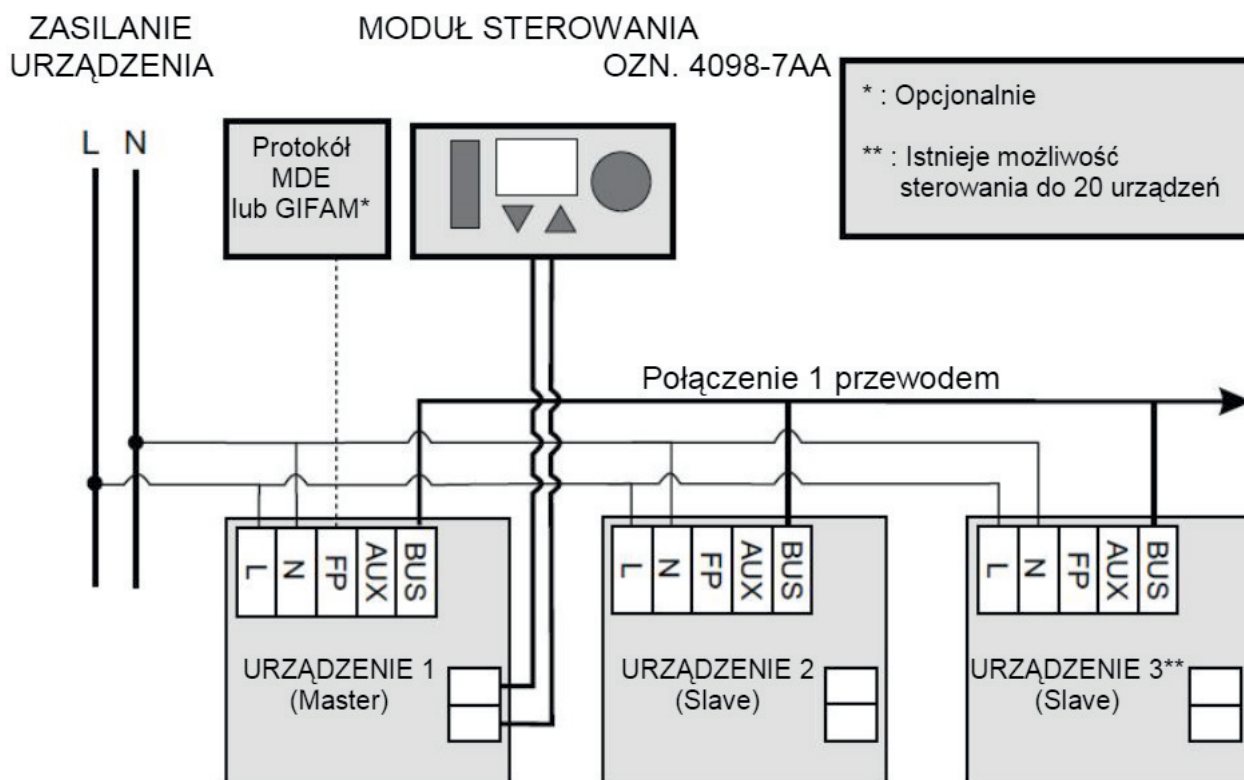 ZASILANIE
URZĄDZENIA
MODUŁ STEROWANIA
OZN. 4098-7AA
* : Opcjonalnie
** : Istnieje możliwość
sterowania do 20 urządzeń
L N
Protokół
MDE
lub GIFAM*
Połączenie 1 przewodem
L N FP AUX BUS
URZĄDZENIE 1
(Master)
L N FP AUX BUS
URZĄDZENIE 2
(Slave)
L N FP AUX BUS
URZĄDZENIE 3**
(Slave)